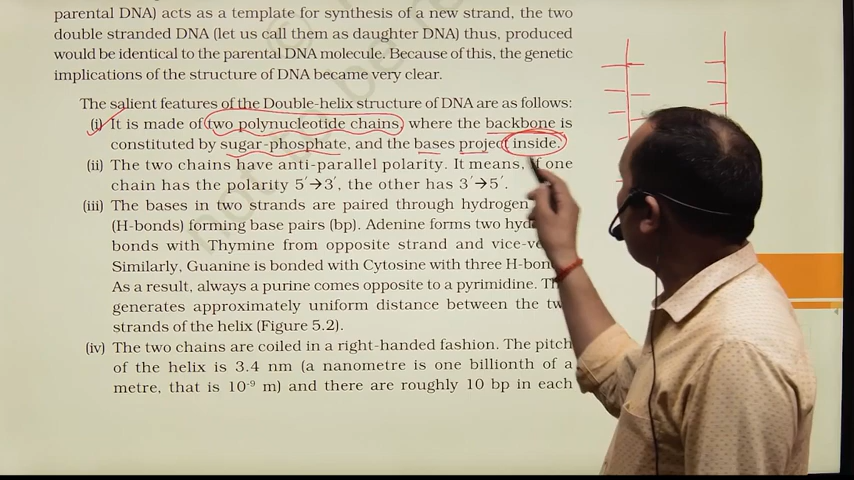 parental DNA) acts as a template for synthesis of a new strand, the two
double stranded DNA (let us call them as daughter DNA) thus, produced
would be identical to the parental DNA molecule. Because of this, the genetic
implications of the structure of DNA became very clear.
The salient features of the Double-helix structure of DNA are as follows:
(i) It is made of two polynucleotide chains, where the backbone is
constituted by sugar-phosphate, and the bases project inside.
(ii) The two chains have anti-parallel polarity. It means, if one
chain has the polarity 5′→3′, the other has 3′→5′.
(iii) The bases in two strands are paired through hydrogen
(H-bonds) forming base pairs (bp). Adenine forms two
bonds with Thymine from opposite strand and
Similarly, Guanine is bonded with Cytosine with three
As a result, always a purine comes opposite to a pyrimidine.
generates approximately uniform distance between the
strands of the helix (Figure 5.2).
(iv) The two chains are coiled in a right-handed fashion. The pitch
of the helix is 3.4 nm (a nanometre is one billionth of a
metre, that is 10⁻⁹ m) and there are roughly 10 bp in each